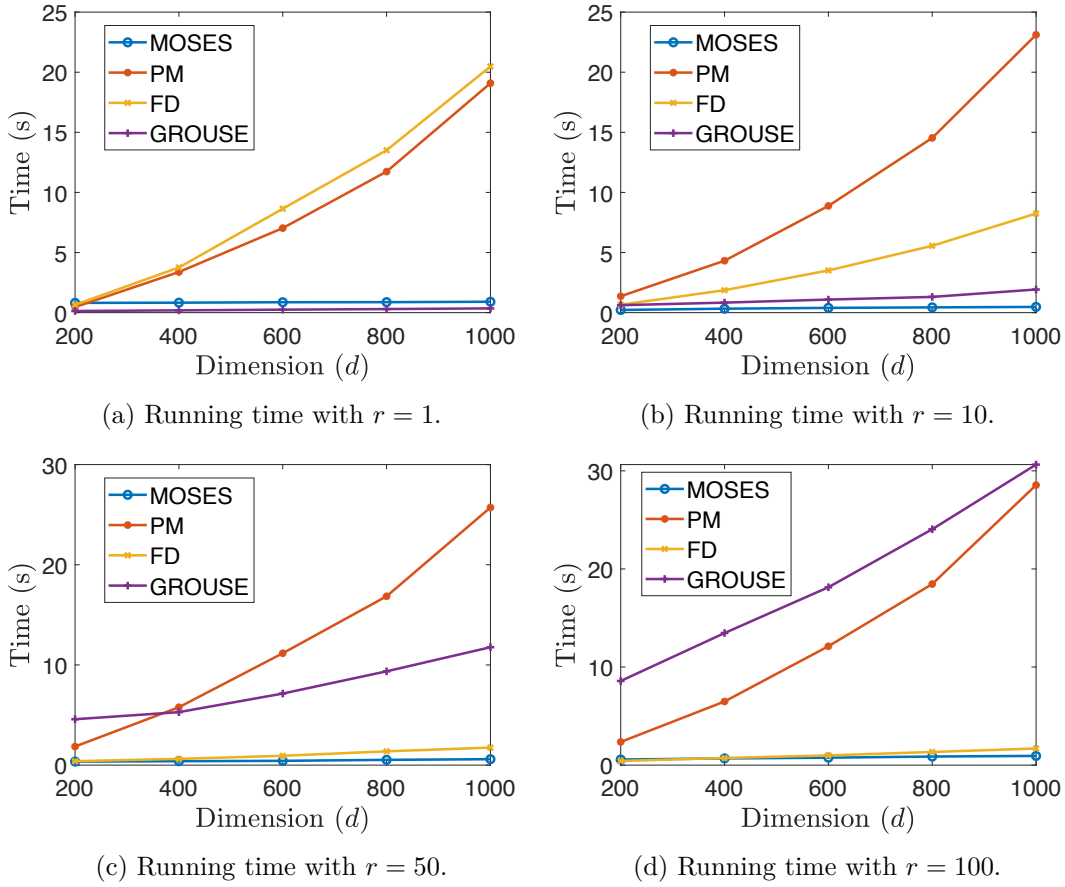 25
20
15
10
5
0
Time (s)
MOSES
PM
FD
GROUSE
200 400 600 800 1000
Dimension (d)
(a) Running time with r = 1.
25
20
15
10
5
0
Time (s)
MOSES
PM
FD
GROUSE
200 400 600 800 1000
Dimension (d)
(b) Running time with r = 10.
30
20
10
0
Time (s)
MOSES
PM
FD
GROUSE
200 400 600 800 1000
Dimension (d)
(c) Running time with r = 50.
30
20
10
0
Time (s)
MOSES
PM
FD
GROUSE
200 400 600 800 1000
Dimension (d)
(d) Running time with r = 100.